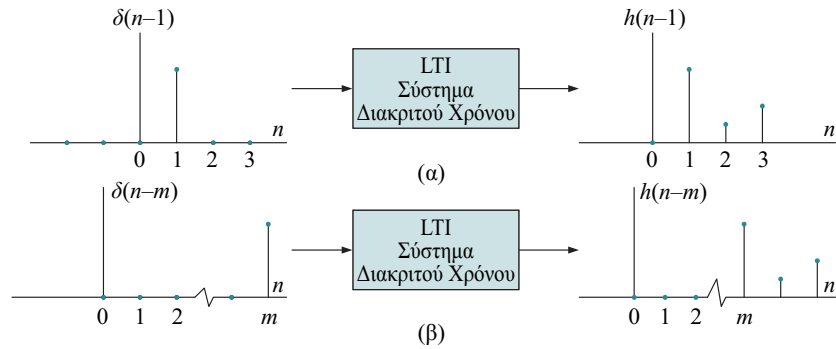 δ(n–1)
h(n–1)
LTI
Σύστημα
Διακριτού Χρόνου
n
n
0 1 2 3
0 1 2 3
(α)
δ(n–m)
h(n–m)
LTI
Σύστημα
Διακριτού Χρόνου
n
n
0 1 2 m
0 1 2 m
(β)